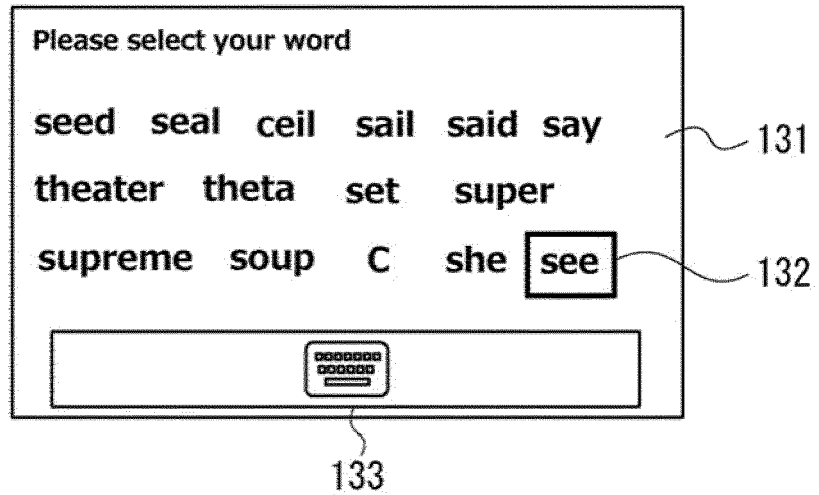 Please select your word
seed seal ceil sail said say
131
theater theta set super
supreme soup C she see
132
133